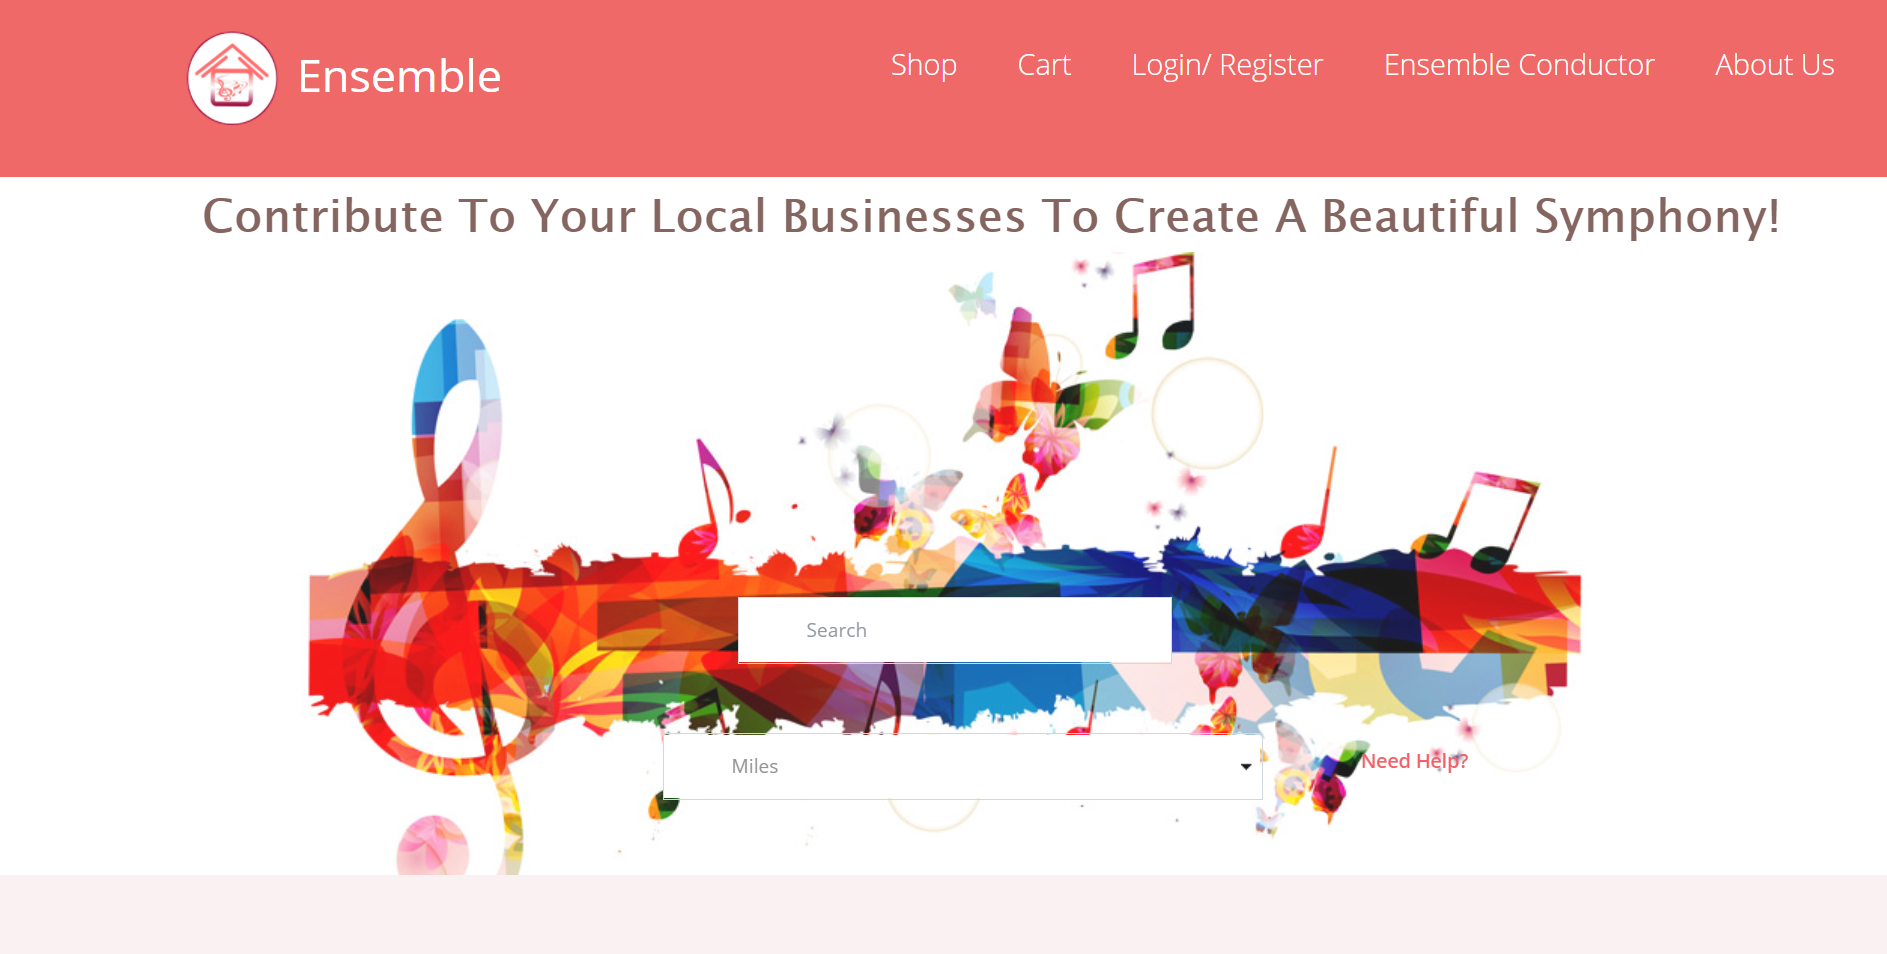 Ensemble
Shop Cart Login/ Register Ensemble Conductor About Us
Contribute To Your Local Businesses To Create A Beautiful Symphony!
Search
Miles
Need Help?